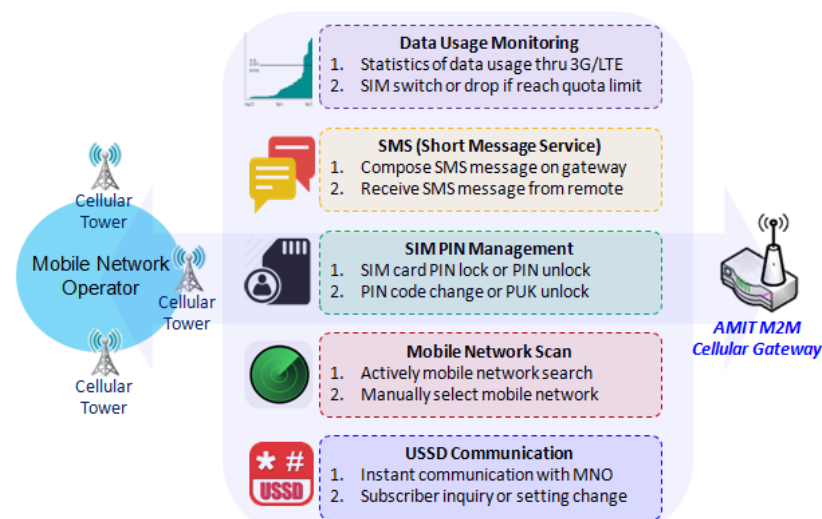 Data Usage Monitoring
1. Statistics of data usage thru 3G/LTE
2. SIM switch or drop if reach quota limit
SMS (Short Message Service)
1. Compose SMS message on gateway
2. Receive SMS message from remote
Cellular
Tower
Mobile Network
Operator
Cellular
Tower
Cellular
Tower
SIM PIN Management
1. SIM card PIN lock or PIN unlock
2. PIN code change or PUK unlock
AMIT M2M
Cellular Gateway
Mobile Network Scan
1. Actively mobile network search
2. Manually select mobile network
* #
USSD
USSD Communication
1. Instant communication with MNO
2. Subscriber inquiry or setting change